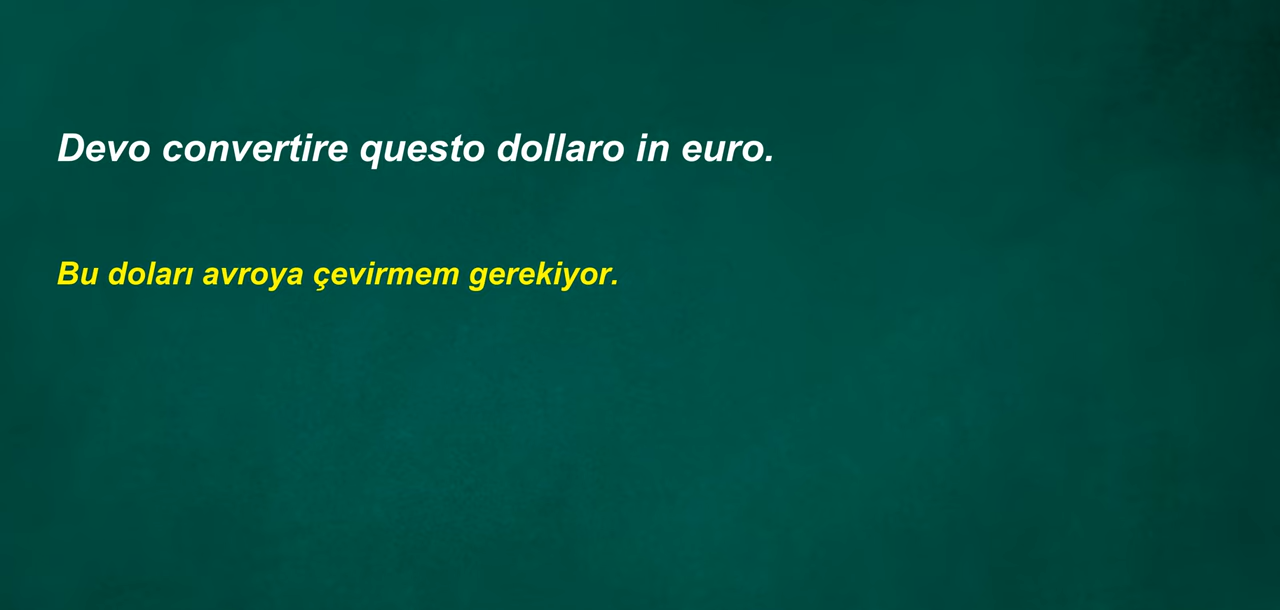 Devo convertire questo dollaro in euro.
Bu doları avroya çevirmem gerekiyor.